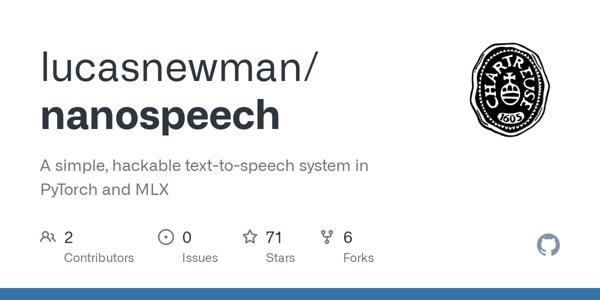 lucasnewman/
nanospeech
CHARTREUSE
1605
A simple, hackable text-to-speech system in
PyTorch and MLX
2
Contributors
0
Issues
71
Stars
6
Forks